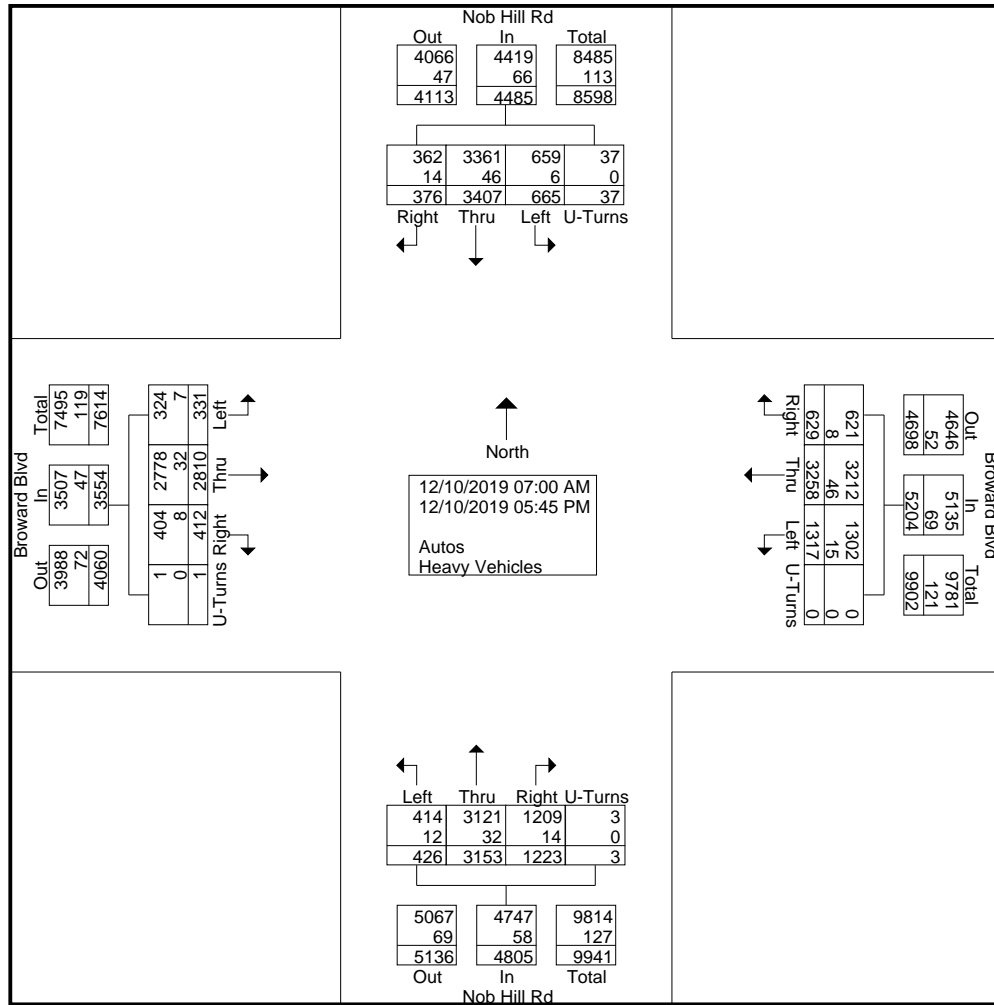 Nob Hill Rd
Out In Total
4066 4419 8485
47 66 113
4113 4485 8598
362 3361 659 37
14 46 6 0
376 3407 665 37
Right Thru Left U-Turns
Broward Blvd
Total In Out
7495 3507 3988
119 47 72
7614 3554 4060
324 2778 404 1
7 32 8 0
331 2810 412 1
Left Thru Right U-Turns
North
12/10/2019 07:00 AM
12/10/2019 05:45 PM
Autos
Heavy Vehicles
Right Thru Left U-Turns
629 3258 1317 0
8 46 15 0
621 3212 1302 0
Out In Total
4646 5135 9781
52 69 121
4698 5204 9902
Broward Blvd
Left Thru Right U-Turns
414 3121 1209 3
12 32 14 0
426 3153 1223 3
5067 4747 9814
69 58 127
5136 4805 9941
Out In Total
Nob Hill Rd